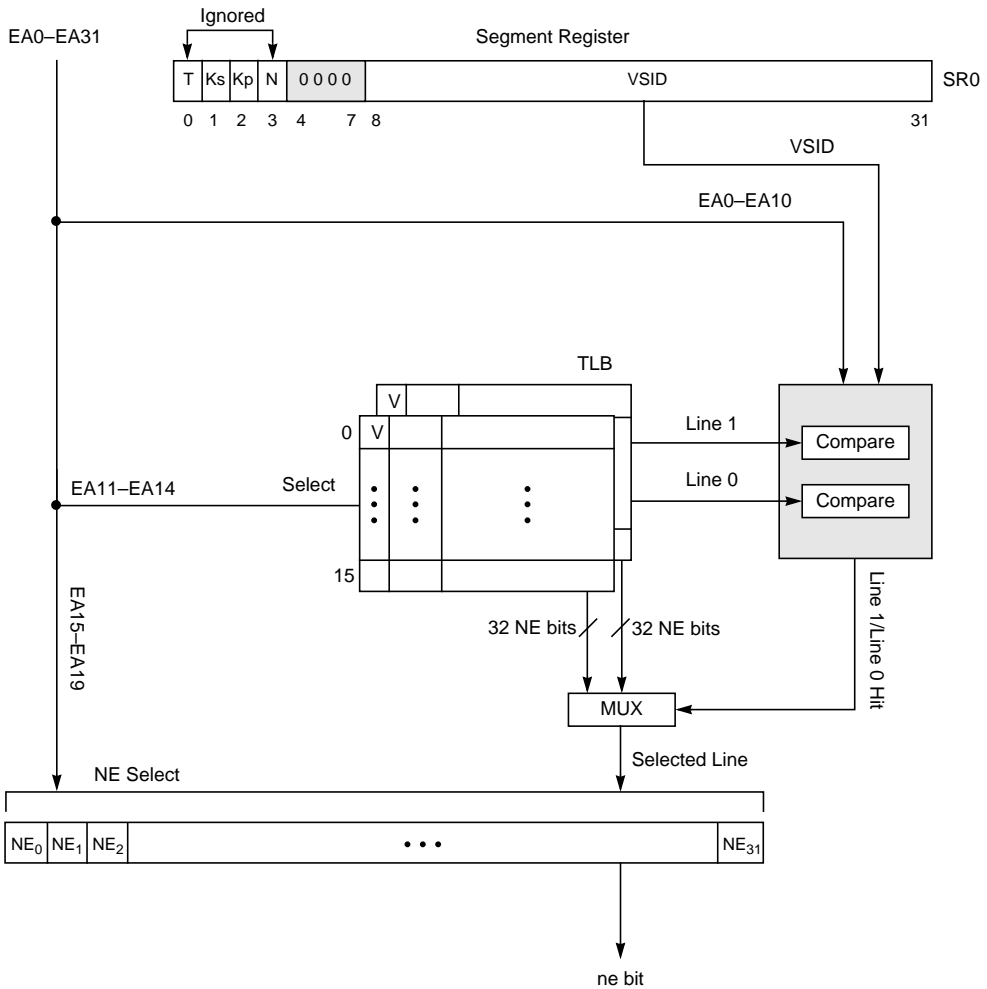 Ignored
EA0–EA31
Segment Register
T Ks Kp N 0 0 0 0 VSID SR0
0 1 2 3 4 7 8 31
VSID
EA0–EA10
TLB
V
0 V
Line 1
Compare
EA11–EA14
Select
Line 0
Compare
15
EA15–EA19
32 NE bits
32 NE bits
Line 1/Line 0 Hit
MUX
Selected Line
NE Select
NE0 NE1 NE2 NE31
ne bit